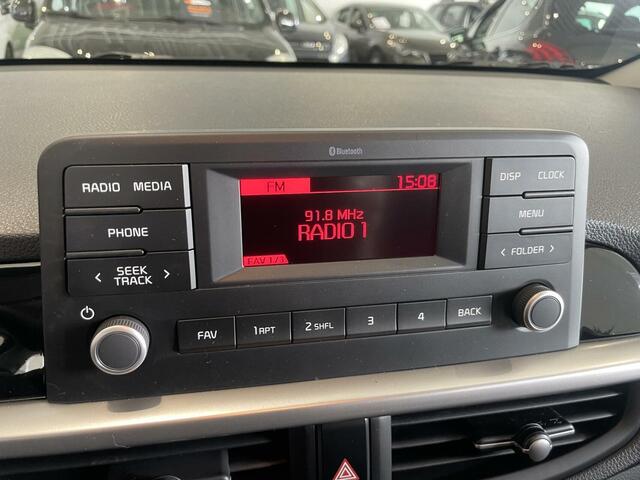 Bluetooth
RADIO MEDIA
PHONE
< SEEK TRACK >
FM 15:08
91.8 MHz
RADIO 1
FAV 1/3
DISP CLOCK
MENU
< FOLDER >
FAV 1 RPT 2 SHFL 3 4 BACK